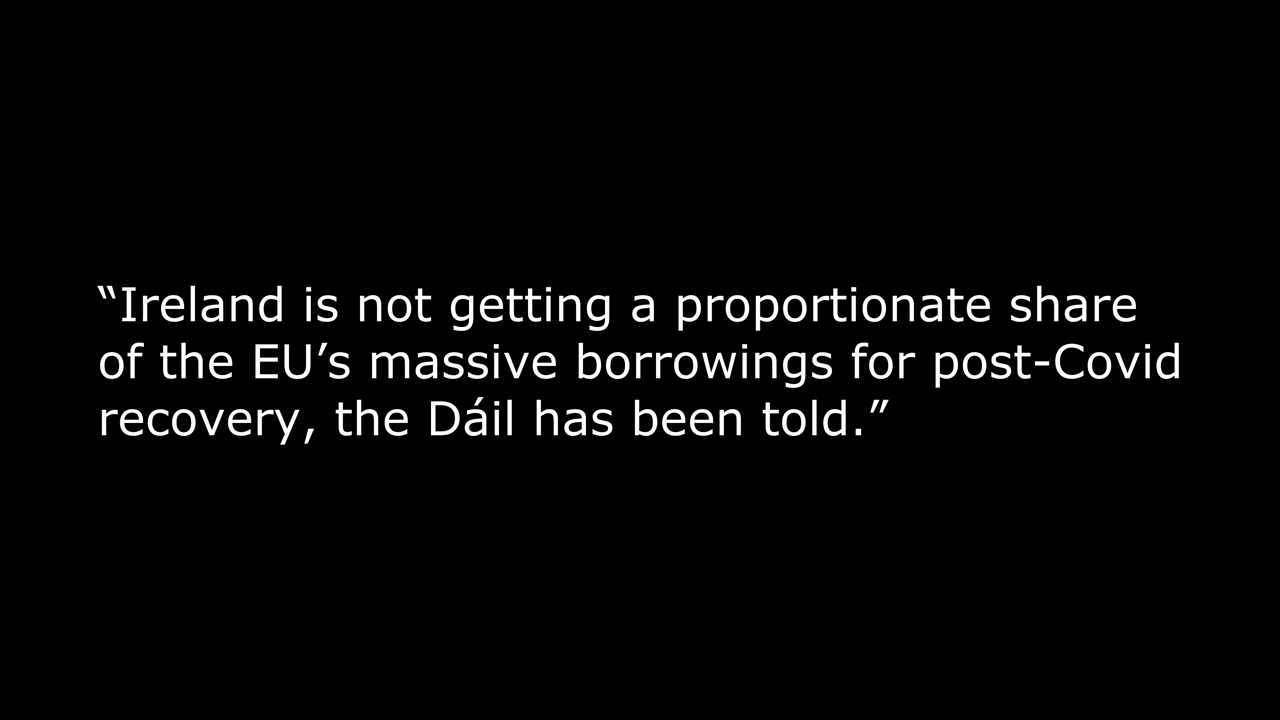 “Ireland is not getting a proportionate share
of the EU’s massive borrowings for post-Covid
recovery, the Dáil has been told.”